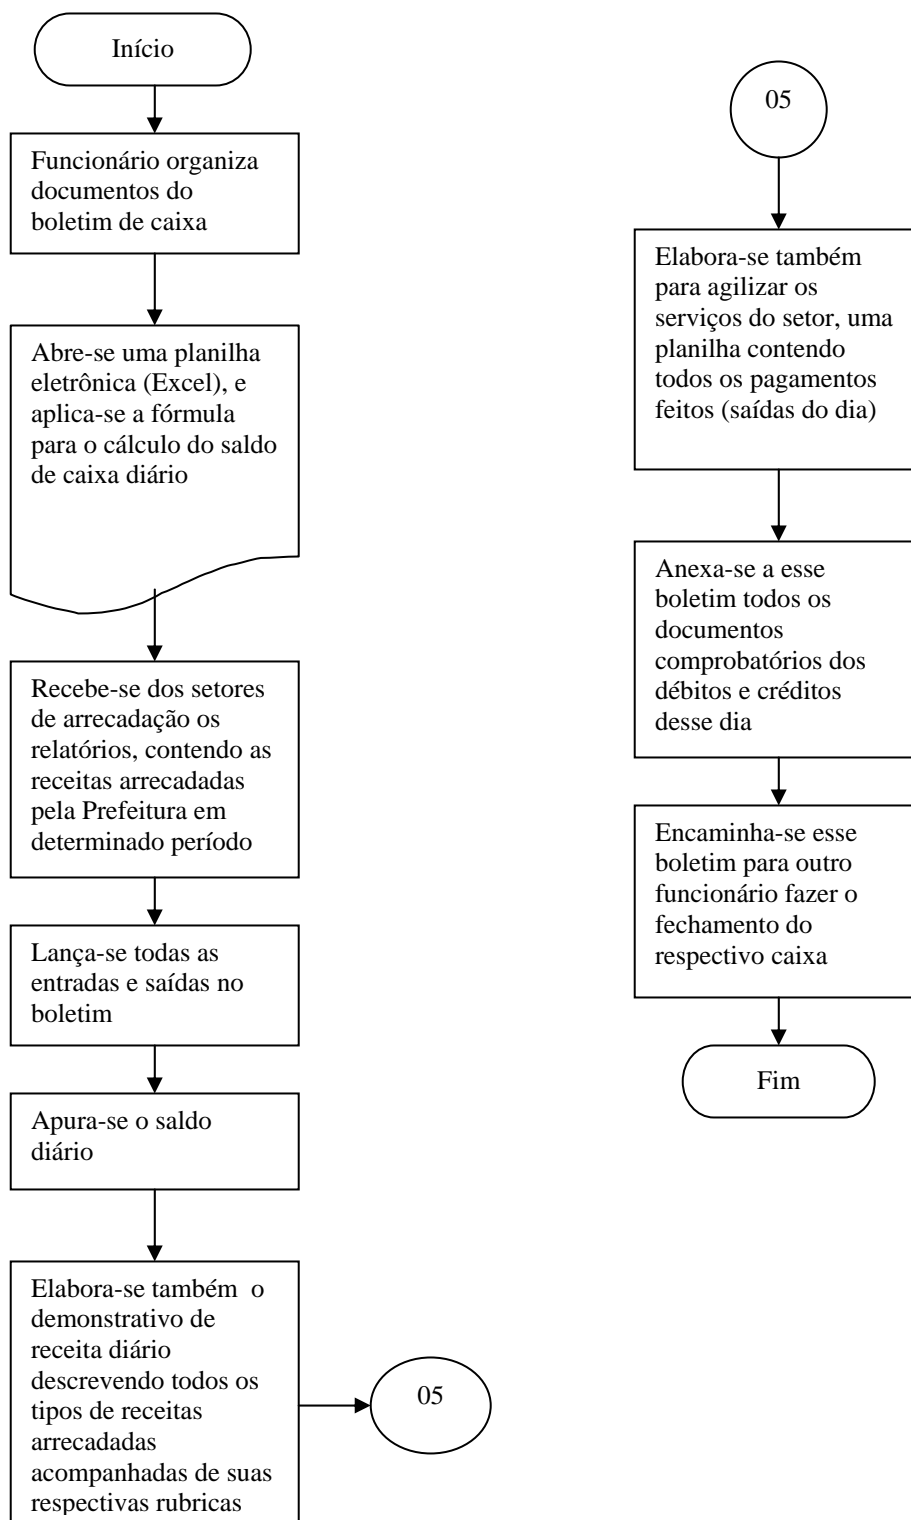 Início
Funcionário organiza
documentos do
boletim de caixa
Abre-se uma planilha
eletrônica (Excel), e
aplica-se a fórmula
para o cálculo do saldo
de caixa diário
Recebe-se dos setores
de arrecadação os
relatórios, contendo as
receitas arrecadadas
pela Prefeitura em
determinado período
Lança-se todas as
entradas e saídas no
boletim
Apura-se o saldo
diário
Elabora-se também  o
demonstrativo de
receita diário
descrevendo todos os
tipos de receitas
arrecadadas
acompanhadas de suas
respectivas rubricas
05
05
Elabora-se também
para agilizar os
serviços do setor, uma
planilha contendo
todos os pagamentos
feitos (saídas do dia)
Anexa-se a esse
boletim todos os
documentos
comprobatórios dos
débitos e créditos
desse dia
Encaminha-se esse
boletim para outro
funcionário fazer o
fechamento do
respectivo caixa
Fim